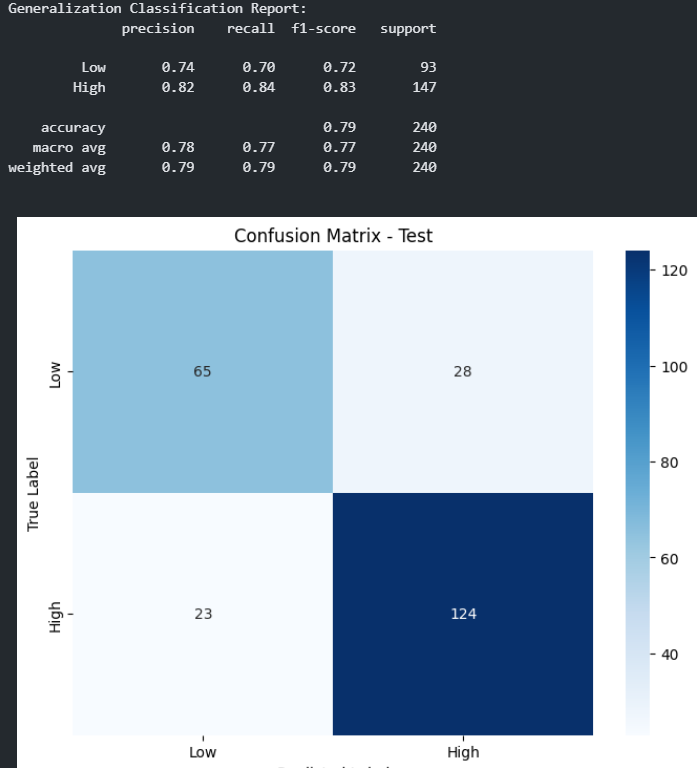 Generalization Classification Report:
precision recall f1-score support
Low 0.74 0.70 0.72 93
High 0.82 0.84 0.83 147
accuracy 0.79 240
macro avg 0.78 0.77 0.77 240
weighted avg 0.79 0.79 0.79 240
Confusion Matrix - Test
True Label
Low
65 28
High
23 124
Low High
120
100
80
60
40